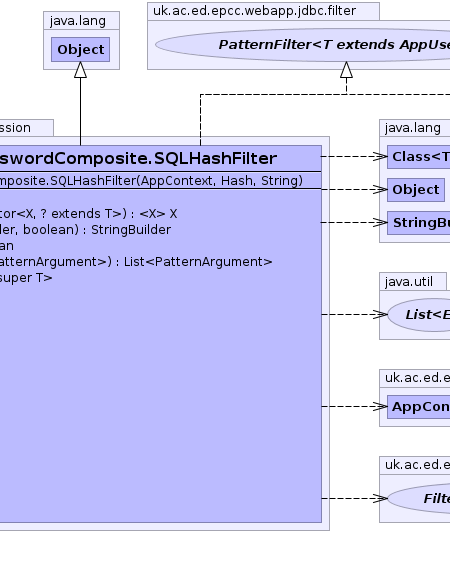 java.lang
Object
uk.ac.ed.epcc.webapp.jdbc.filter
PatternFilter<T extends AppUse
ssion
swordComposite.SQLHashFilter
mposite.SQLHashFilter(AppContext, Hash, String)
tor<X, ? extends T>) : <X> X
der, boolean) : StringBuilder
an
atternArgument>) : List<PatternArgument>
super T>
java.lang
Class<T
Object
StringBu
java.util
List<E
uk.ac.ed.e
AppCon
uk.ac.ed.e
Filte